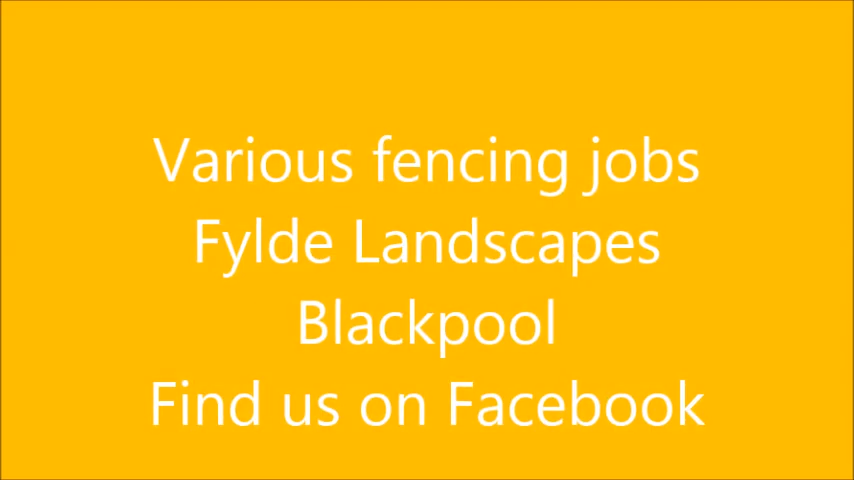 Various fencing jobs
Fylde Landscapes
Blackpool
Find us on Facebook